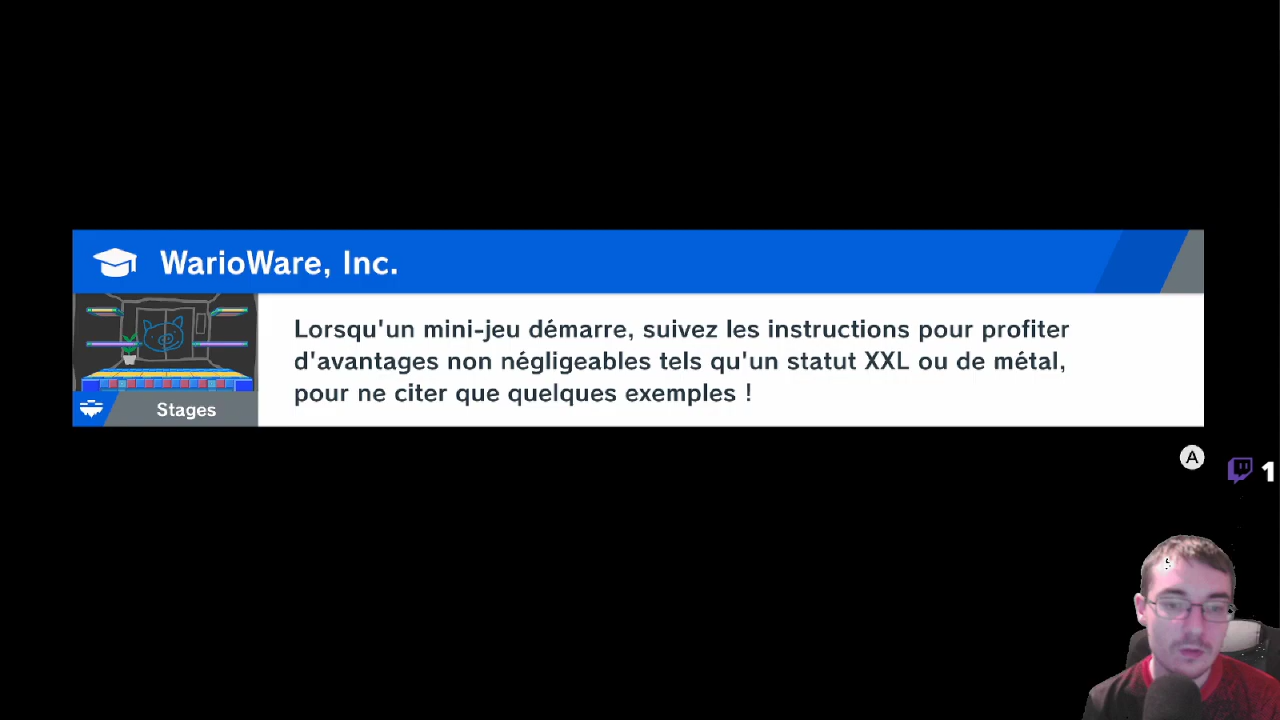 WarioWare, Inc.
Lorsqu'un mini-jeu démarre, suivez les instructions pour profiter
d'avantages non négligeables tels qu'un statut XXL ou de métal,
pour ne citer que quelques exemples !
Stages
A
1